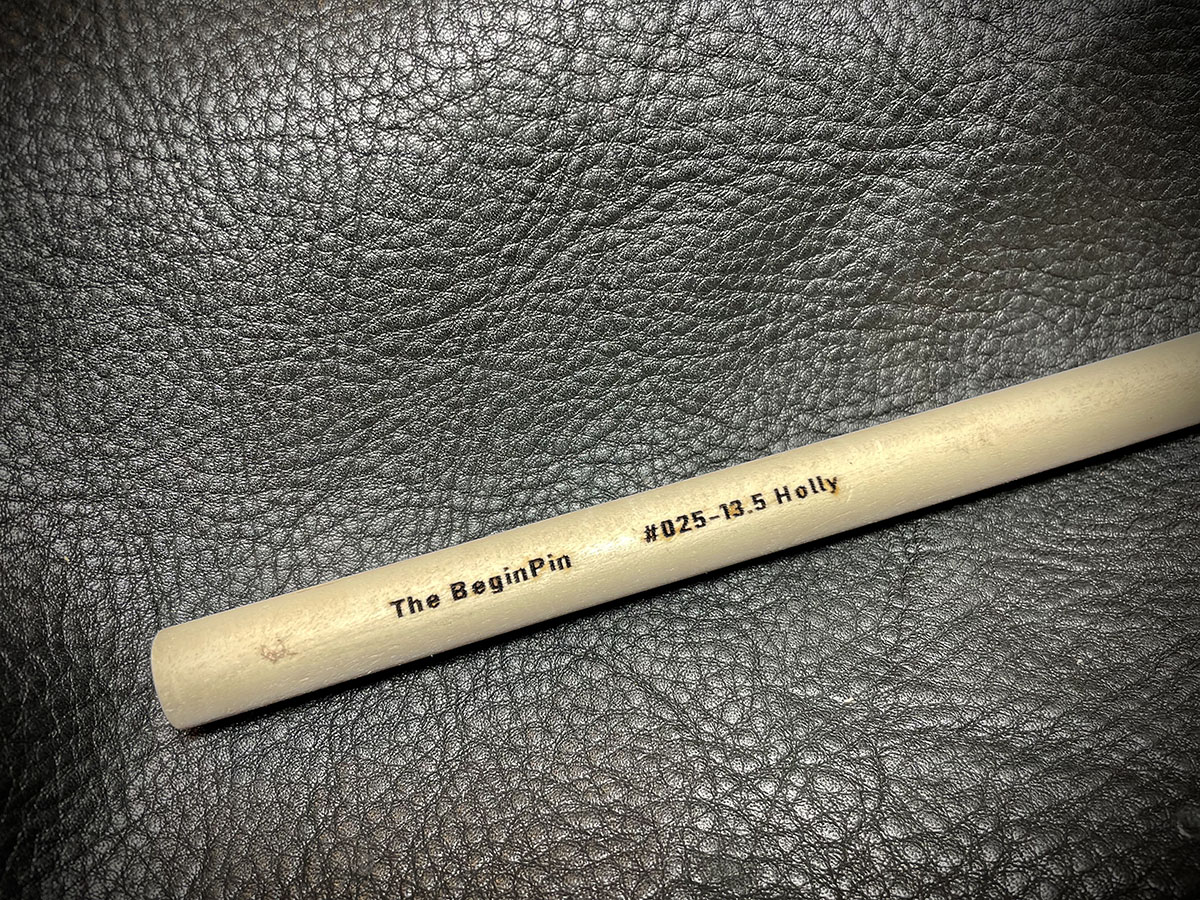 The BeginPin #025-13.5 Holly